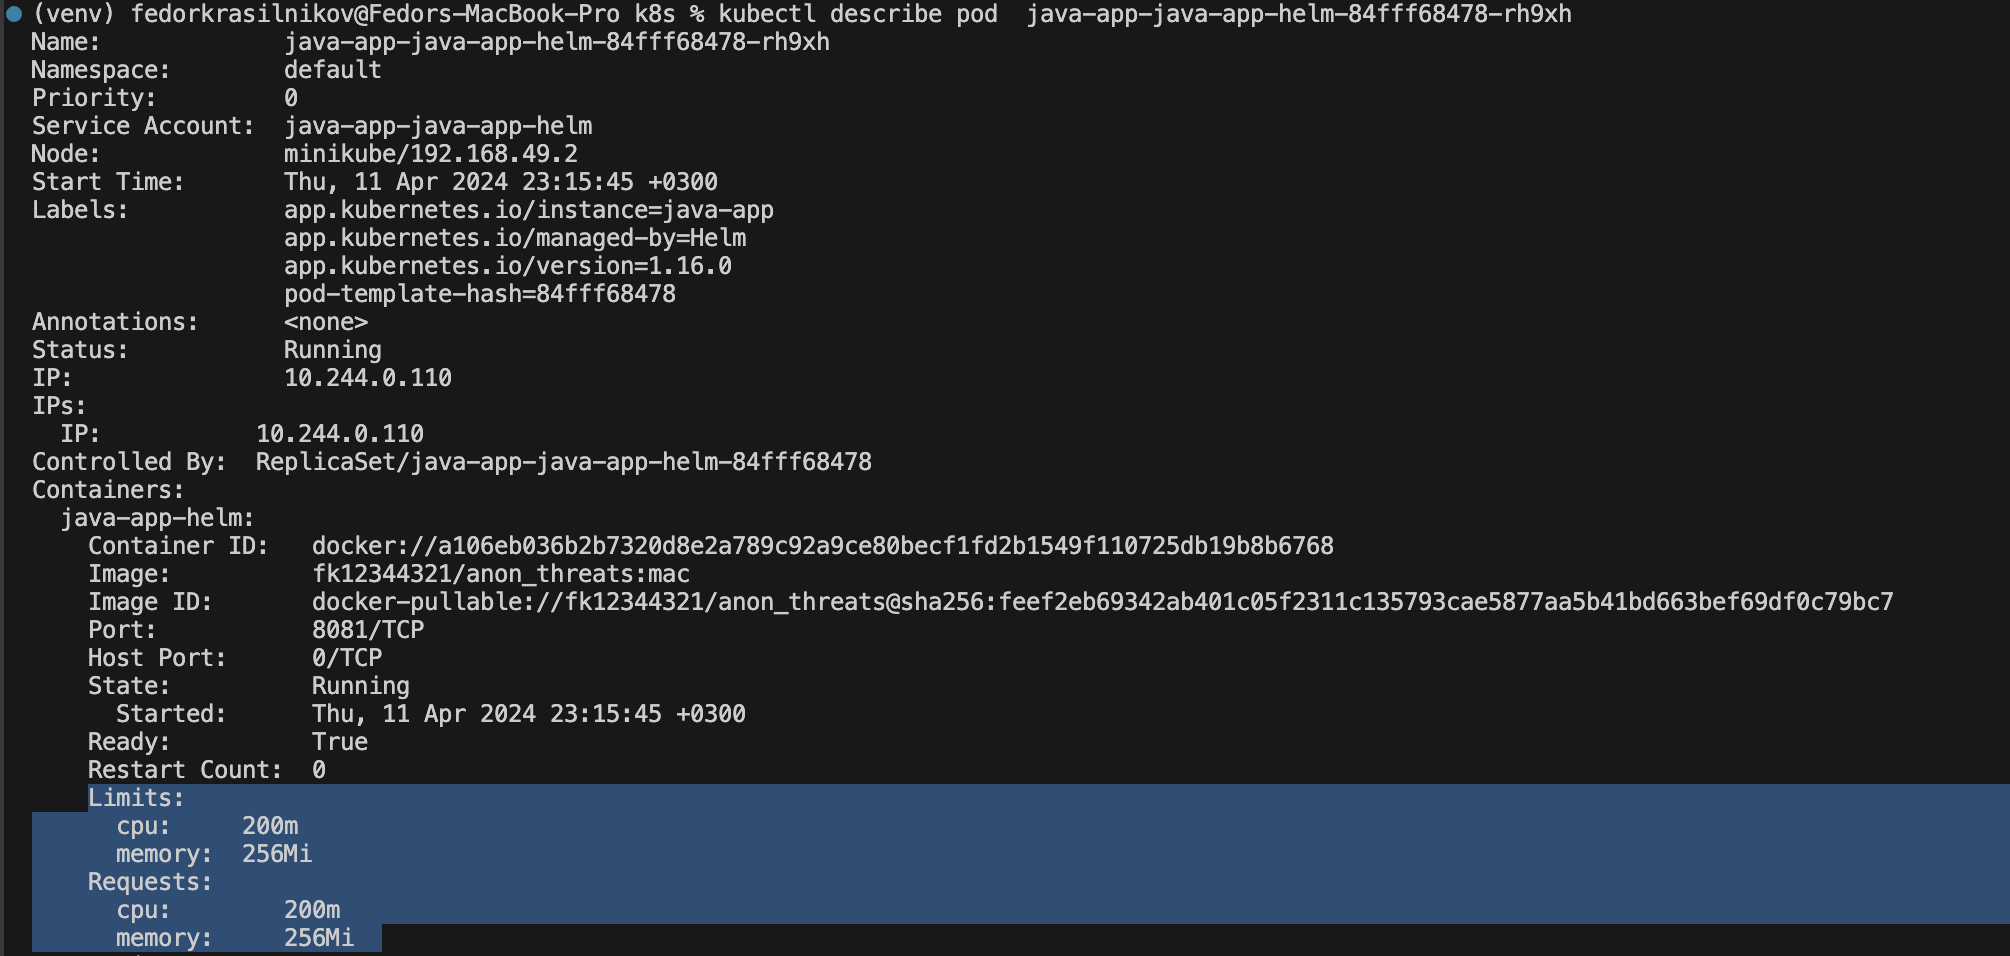 (venv) fedorkrasilnikov@Fedors-MacBook-Pro k8s % kubectl describe pod  java-app-java-app-helm-84fff68478-rh9xh
Name:             java-app-java-app-helm-84fff68478-rh9xh
Namespace:        default
Priority:         0
Service Account:  java-app-java-app-helm
Node:             minikube/192.168.49.2
Start Time:       Thu, 11 Apr 2024 23:15:45 +0300
Labels:           app.kubernetes.io/instance=java-app
                  app.kubernetes.io/managed-by=Helm
                  app.kubernetes.io/version=1.16.0
                  pod-template-hash=84fff68478
Annotations:      <none>
Status:           Running
IP:               10.244.0.110
IPs:
  IP:           10.244.0.110
Controlled By:  ReplicaSet/java-app-java-app-helm-84fff68478
Containers:
  java-app-helm:
    Container ID:   docker://a106eb036b2b7320d8e2a789c92a9ce80becf1fd2b1549f110725db19b8b6768
    Image:          fk12344321/anon_threats:mac
    Image ID:       docker-pullable://fk12344321/anon_threats@sha256:feef2eb69342ab401c05f2311c135793cae5877aa5b41bd663bef69df0c79bc7
    Port:           8081/TCP
    Host Port:      0/TCP
    State:          Running
      Started:      Thu, 11 Apr 2024 23:15:45 +0300
    Ready:          True
    Restart Count:  0
    Limits:
      cpu:     200m
      memory:  256Mi
    Requests:
      cpu:        200m
      memory:     256Mi